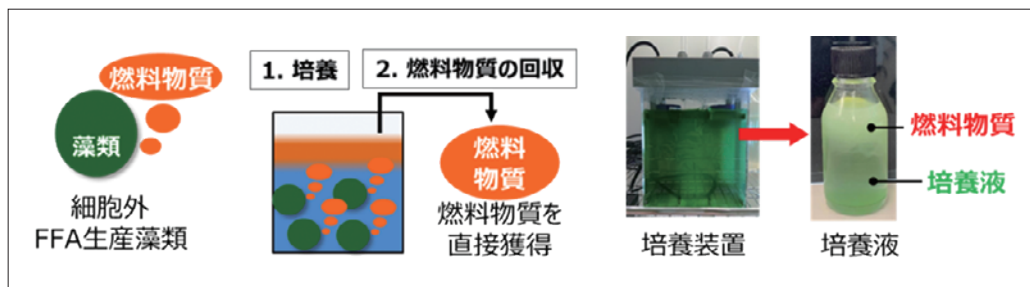 燃料物質
藻類
細胞外
FFA生産藻類
1. 培養
2. 燃料物質の回収
燃料
物質
燃料物質を
直接獲得
培養装置
燃料物質
培養液
培養液